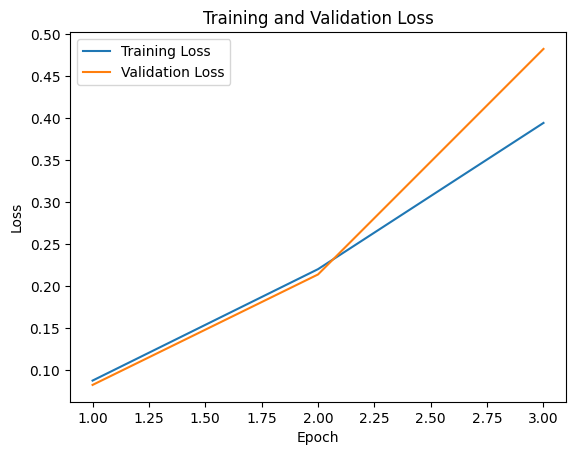 Training and Validation Loss
Training Loss
Validation Loss
Loss
0.50
0.45
0.40
0.35
0.30
0.25
0.20
0.15
0.10
1.00 1.25 1.50 1.75 2.00 2.25 2.50 2.75 3.00
Epoch